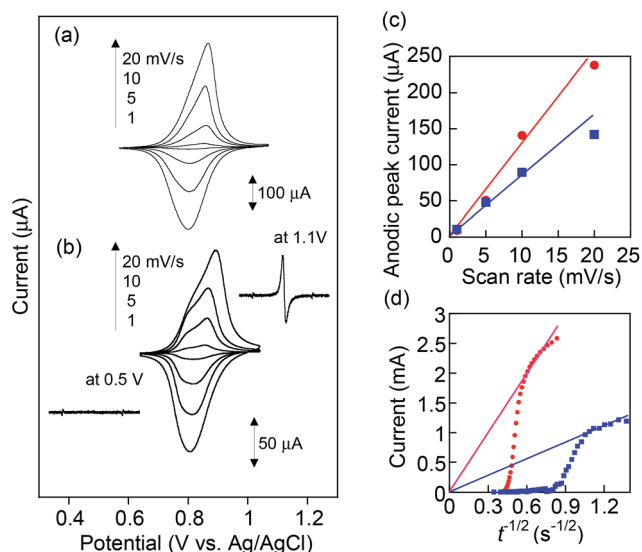 (a)
20 mV/s
10
5
1
100 μA
(b)
20 mV/s
10
5
1
at 1.1V
at 0.5 V
50 μA
Current (μA)
0.4 0.6 0.8 1.0 1.2
Potential (V vs. Ag/AgCl)
(c)
Anodic peak current (μA)
250
200
150
100
50
0
0 5 10 15 20 25
Scan rate (mV/s)
(d)
Current (mA)
3
2.5
2
1.5
1
0.5
0
0 0.3 0.6 0.9 1.2
t⁻¹/² (s⁻¹/²)